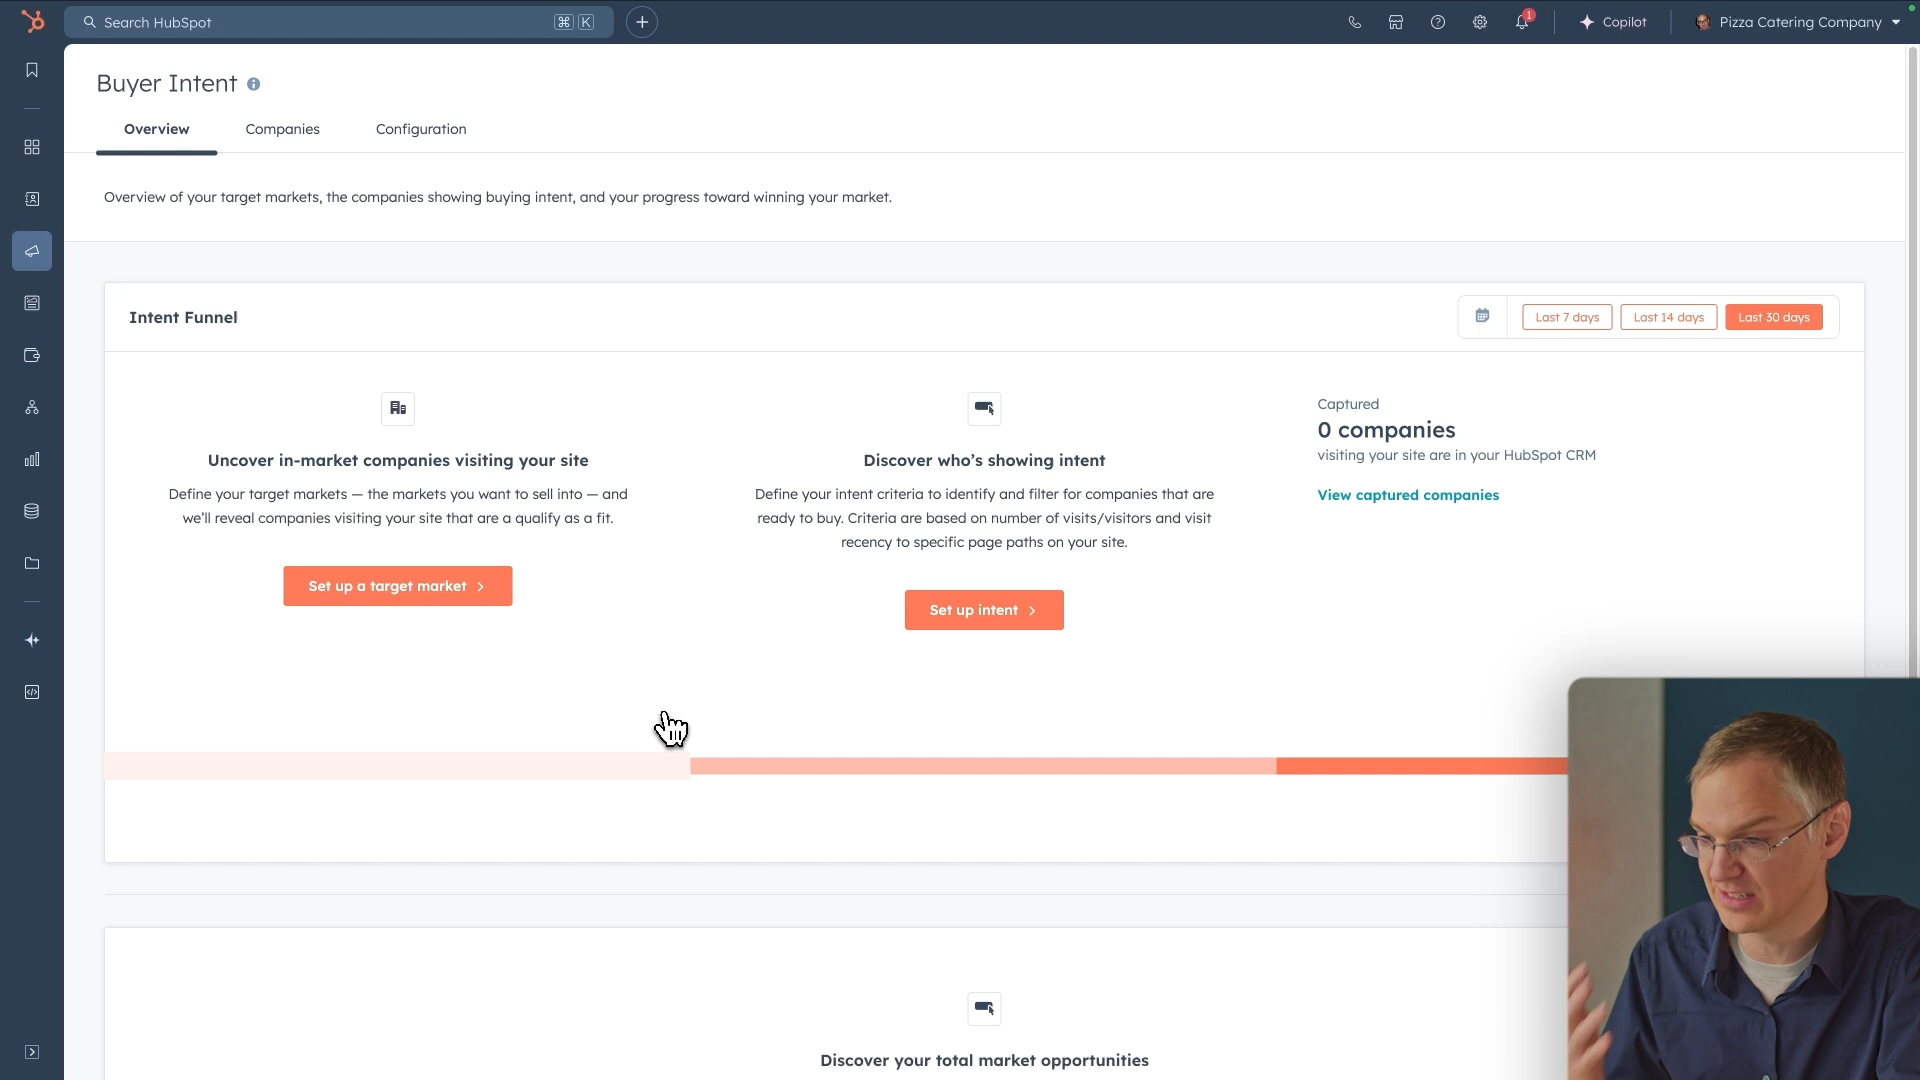 Search HubSpot
⌘ K
1
Copilot
Pizza Catering Company
Buyer Intent
Overview
Companies
Configuration
Overview of your target markets, the companies showing buying intent, and your progress toward winning your market.
Intent Funnel
Last 7 days
Last 14 days
Last 30 days
Uncover in-market companies visiting your site
Define your target markets — the markets you want to sell into — and
we'll reveal companies visiting your site that are a qualify as a fit.
Set up a target market
Discover who's showing intent
Define your intent criteria to identify and filter for companies that are
ready to buy. Criteria are based on number of visits/visitors and visit
recency to specific page paths on your site.
Set up intent
Captured
0 companies
visiting your site are in your HubSpot CRM
View captured companies
Discover your total market opportunities